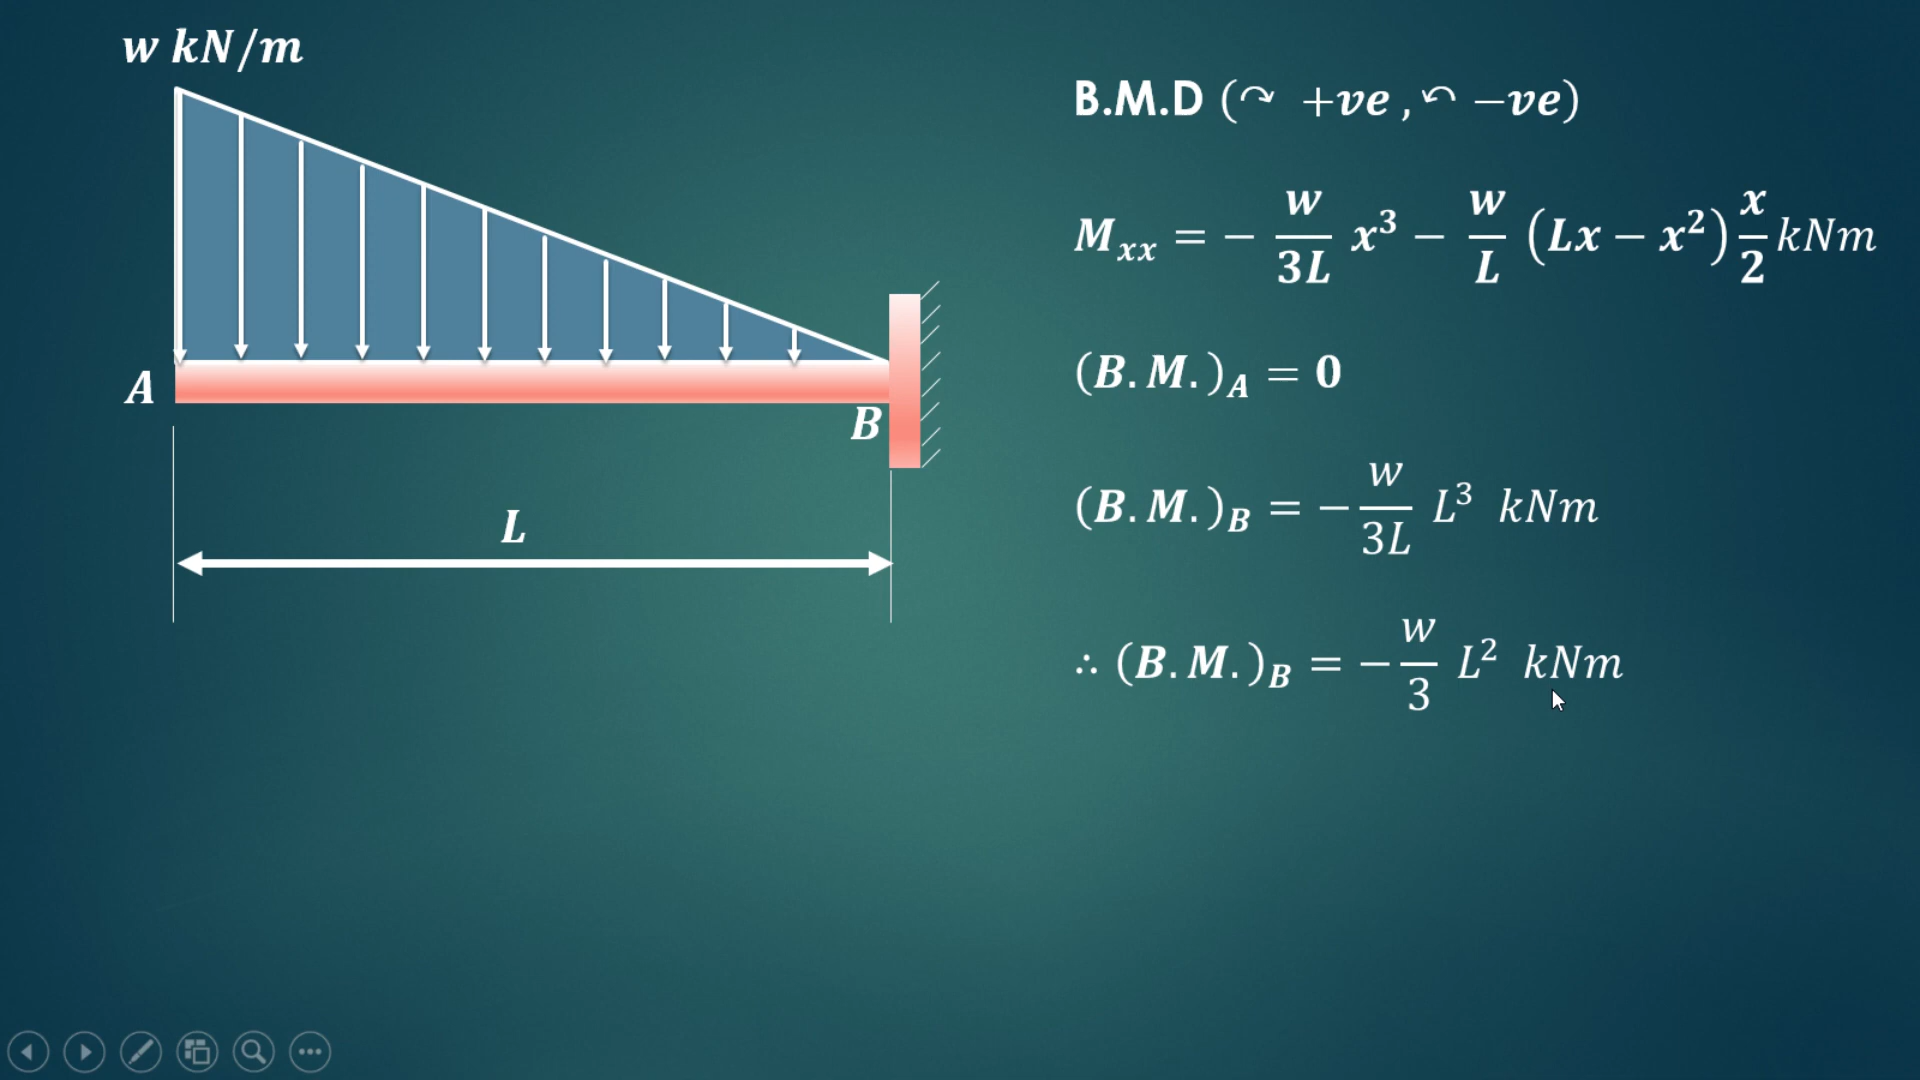 w kN/m
A
B
L
B.M.D (↷ +ve , ↶ −ve)
Mₓₓ = − w/3L x³ − w/L (Lx − x²) x/2 kNm
(B.M.)_A = 0
(B.M.)_B = − w/3L L³ kNm
∴ (B.M.)_B = − w/3 L² kNm